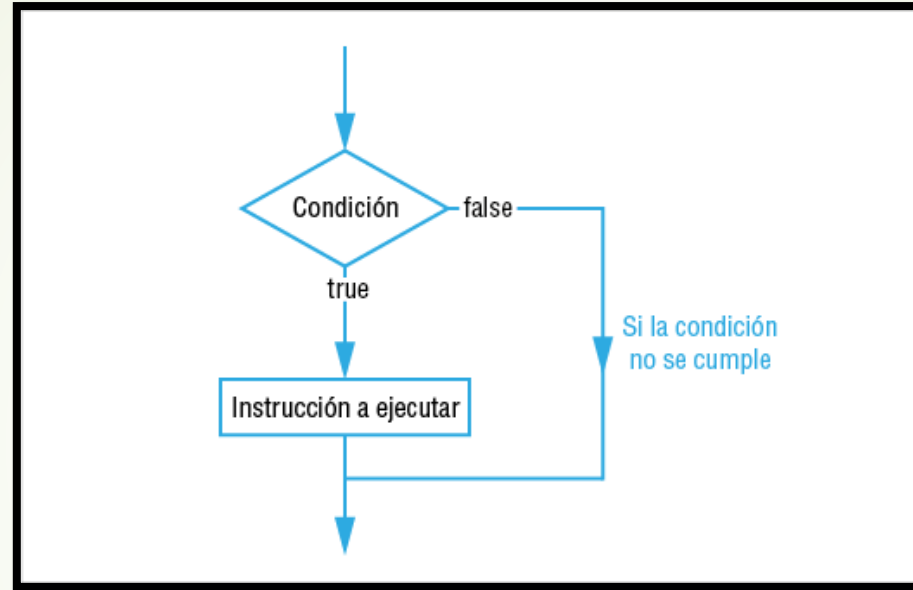 Condición
false
true
Si la condición
no se cumple
Instrucción a ejecutar